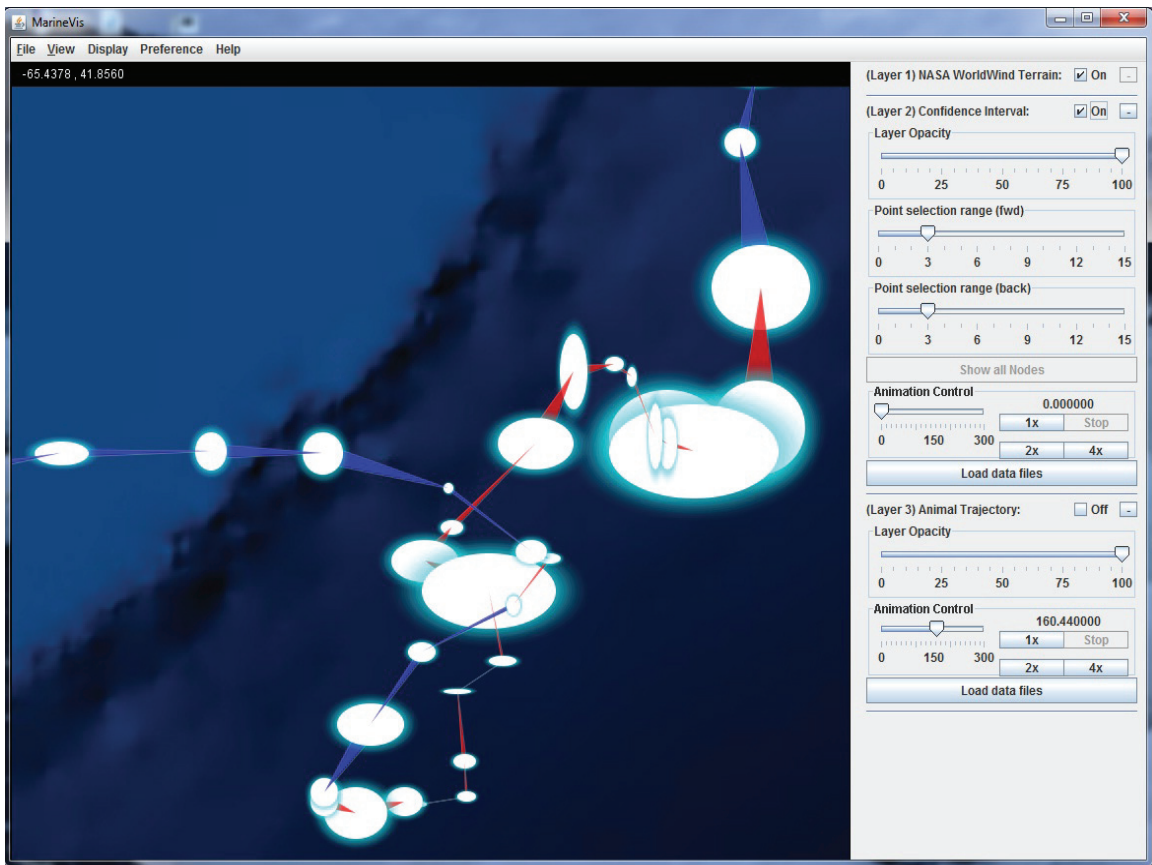 MarineVis
File View Display Preference Help
-65.4378 , 41.8560
(Layer 1) NASA WorldWind Terrain: On -
(Layer 2) Confidence Interval: On -
Layer Opacity
0 25 50 75 100
Point selection range (fwd)
0 3 6 9 12 15
Point selection range (back)
0 3 6 9 12 15
Show all Nodes
Animation Control
0.000000
1x Stop
0 150 300
2x 4x
Load data files
(Layer 3) Animal Trajectory: Off -
Layer Opacity
0 25 50 75 100
Animation Control
160.440000
1x Stop
0 150 300
2x 4x
Load data files